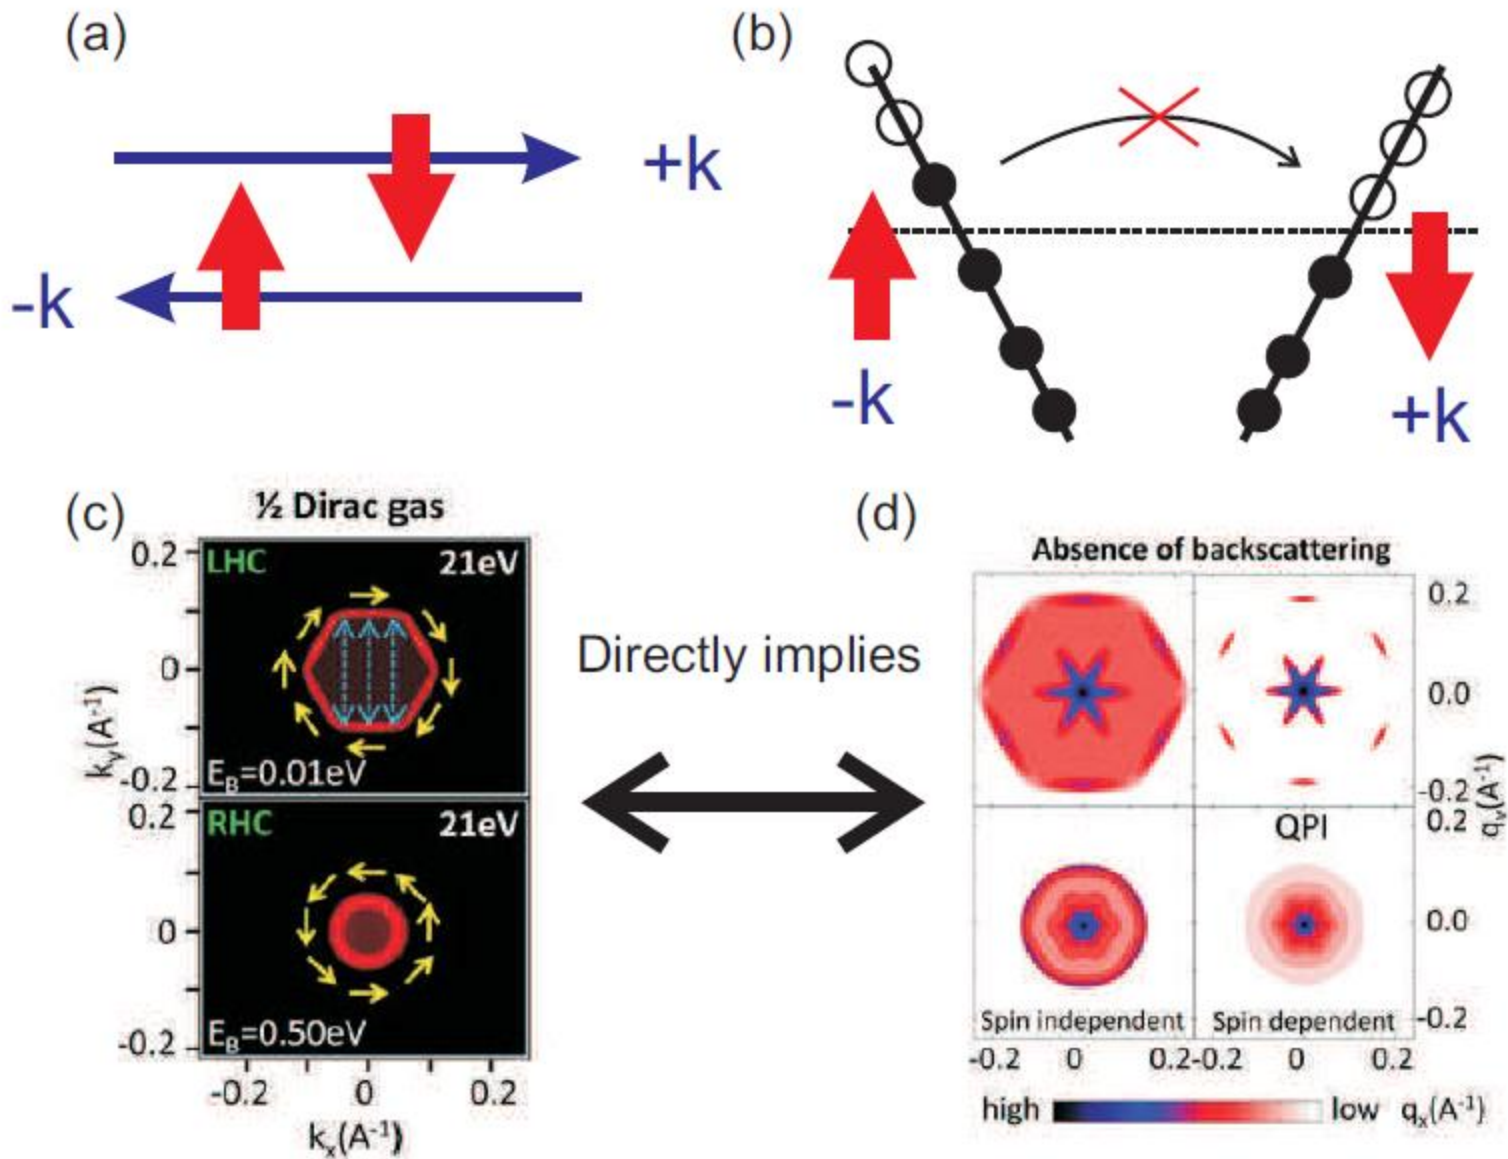 (a)
+k
-k
(b)
-k
+k
(c)
½ Dirac gas
LHC 21eV
E_B=0.01eV
RHC 21eV
E_B=0.50eV
0.2
0
-0.2
0.2
0
-0.2
k_y(A⁻¹)
-0.2 0 0.2
k_x(A⁻¹)
Directly implies
(d)
Absence of backscattering
0.2
0.0
-0.2
q_y(A⁻¹)
QPI
0.2
0.0
-0.2
Spin independent Spin dependent
-0.2 0 0.2 -0.2 0 0.2
high low q_x(A⁻¹)